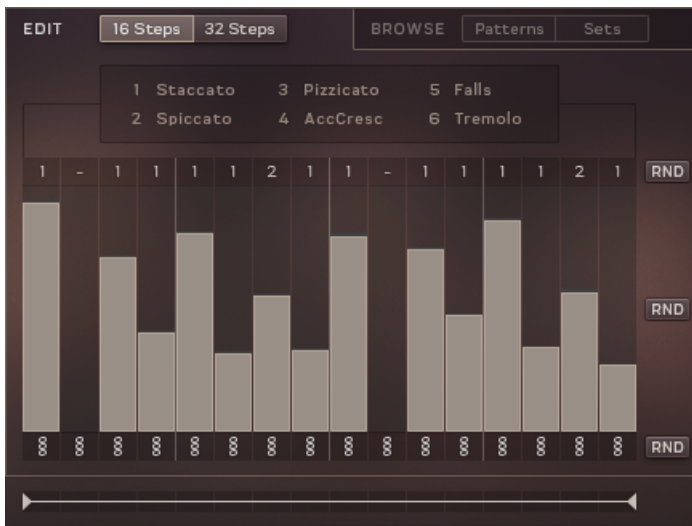 EDIT 16 Steps 32 Steps BROWSE Patterns Sets
1 Staccato 3 Pizzicato 5 Falls
2 Spiccato 4 AccCresc 6 Tremolo
1 - 1 1 1 1 2 1 1 - 1 1 1 1 2 1 RND
RND
8 8 8 8 8 8 8 8 8 8 8 8 8 8 8 8 RND